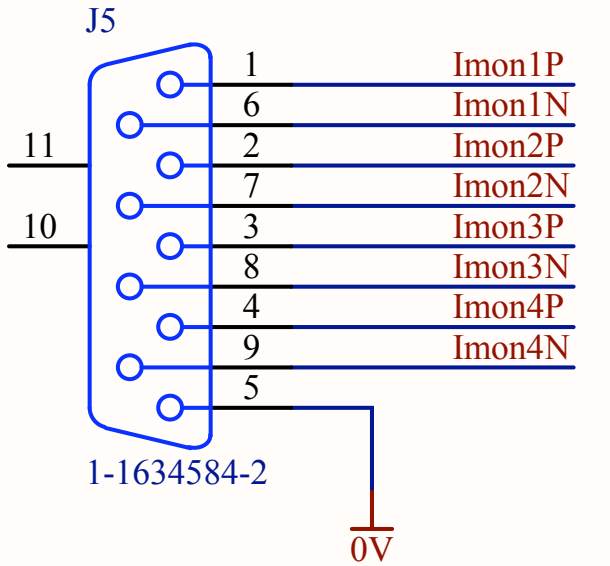 J5
1 Imon1P
6 Imon1N
11 2 Imon2P
7 Imon2N
10 3 Imon3P
8 Imon3N
4 Imon4P
9 Imon4N
5
1-1634584-2
0V